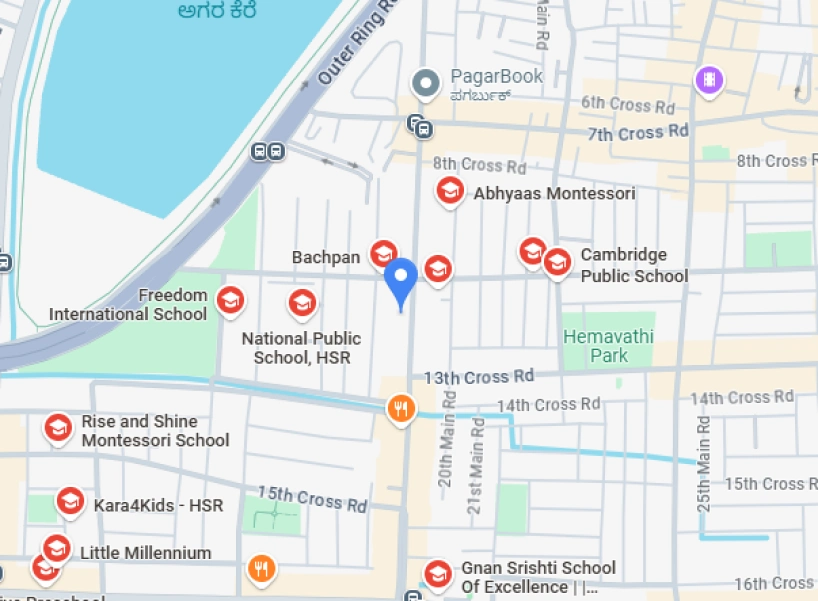 ಅಗರ ಕೆರೆ
Outer Ring R
Main Rd
PagarBook
ಪಗರ್ಬುಕ್
6th Cross Rd
7th Cross Rd
8th Cross Rd
8th Cross R
Abhyaas Montessori
Bachpan
Cambridge
Public School
Freedom
International School
National Public
School, HSR
Hemavathi
Park
13th Cross Rd
14th Cross Rd
14th Cross Rd
20th Main Rd
21st Main Rd
25th Main Rd
Rise and Shine
Montessori School
15th Cross Rd
15th Cross R
Kara4Kids - HSR
Little Millennium
Gnan Srishti School
Of Excellence | |...
16th Cross Rd